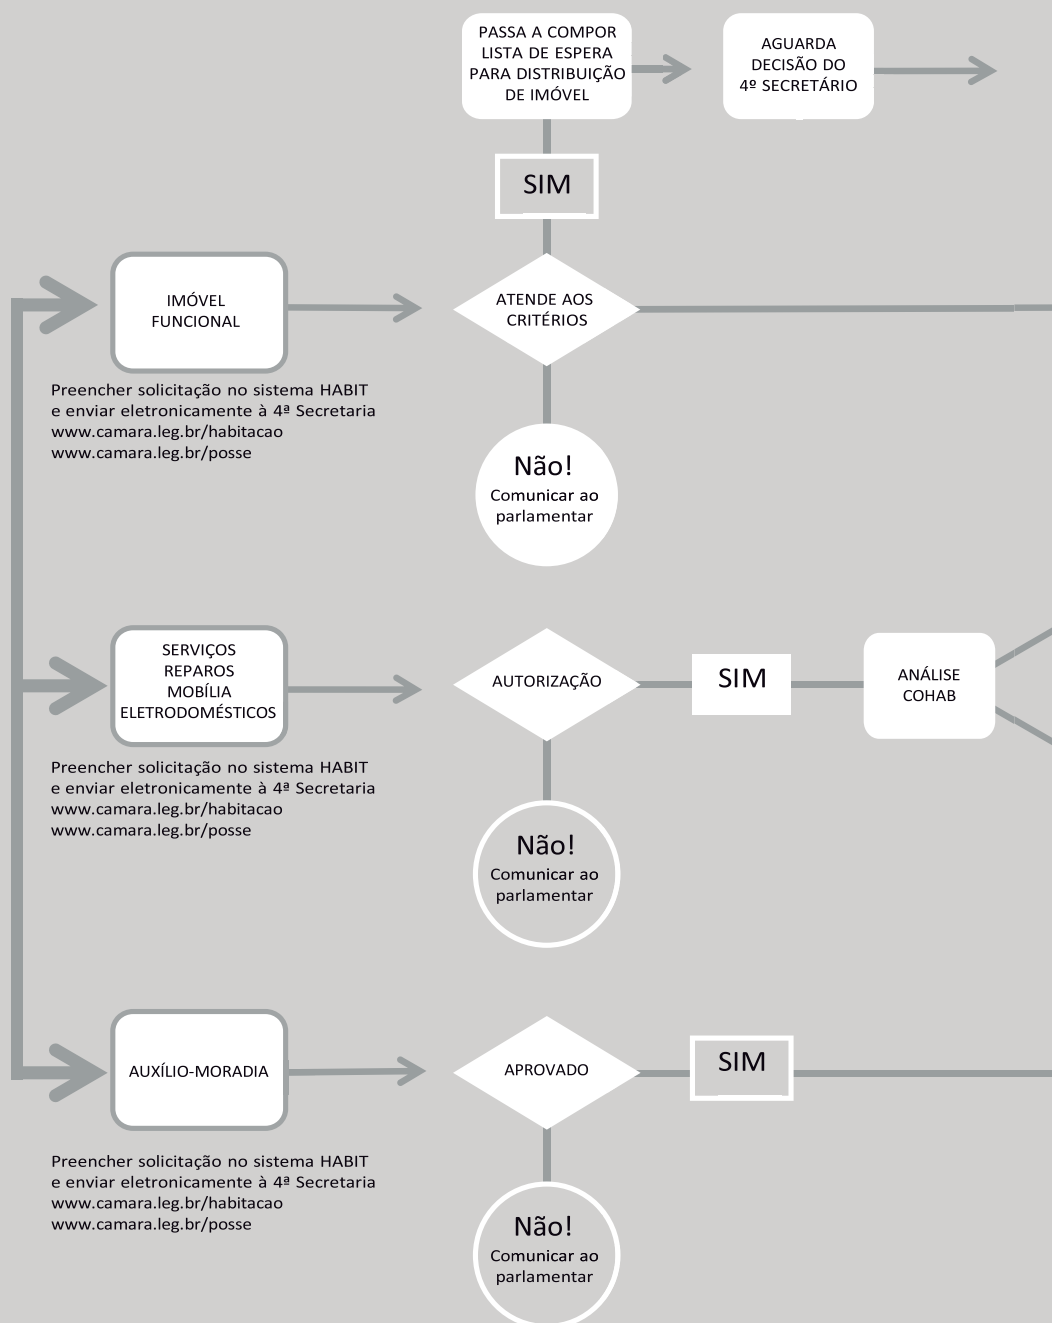 PASSA A COMPOR
LISTA DE ESPERA
PARA DISTRIBUIÇÃO
DE IMÓVEL
AGUARDA
DECISÃO DO
4º SECRETÁRIO
SIM
IMÓVEL
FUNCIONAL
ATENDE AOS
CRITÉRIOS
Preencher solicitação no sistema HABIT
e enviar eletronicamente à 4ª Secretaria
www.camara.leg.br/habitacao
www.camara.leg.br/posse
Não!
Comunicar ao
parlamentar
SERVIÇOS
REPAROS
MOBÍLIA
ELETRODOMÉSTICOS
AUTORIZAÇÃO
SIM
ANÁLISE
COHAB
Preencher solicitação no sistema HABIT
e enviar eletronicamente à 4ª Secretaria
www.camara.leg.br/habitacao
www.camara.leg.br/posse
Não!
Comunicar ao
parlamentar
AUXÍLIO-MORADIA
APROVADO
SIM
Preencher solicitação no sistema HABIT
e enviar eletronicamente à 4ª Secretaria
www.camara.leg.br/habitacao
www.camara.leg.br/posse
Não!
Comunicar ao
parlamentar